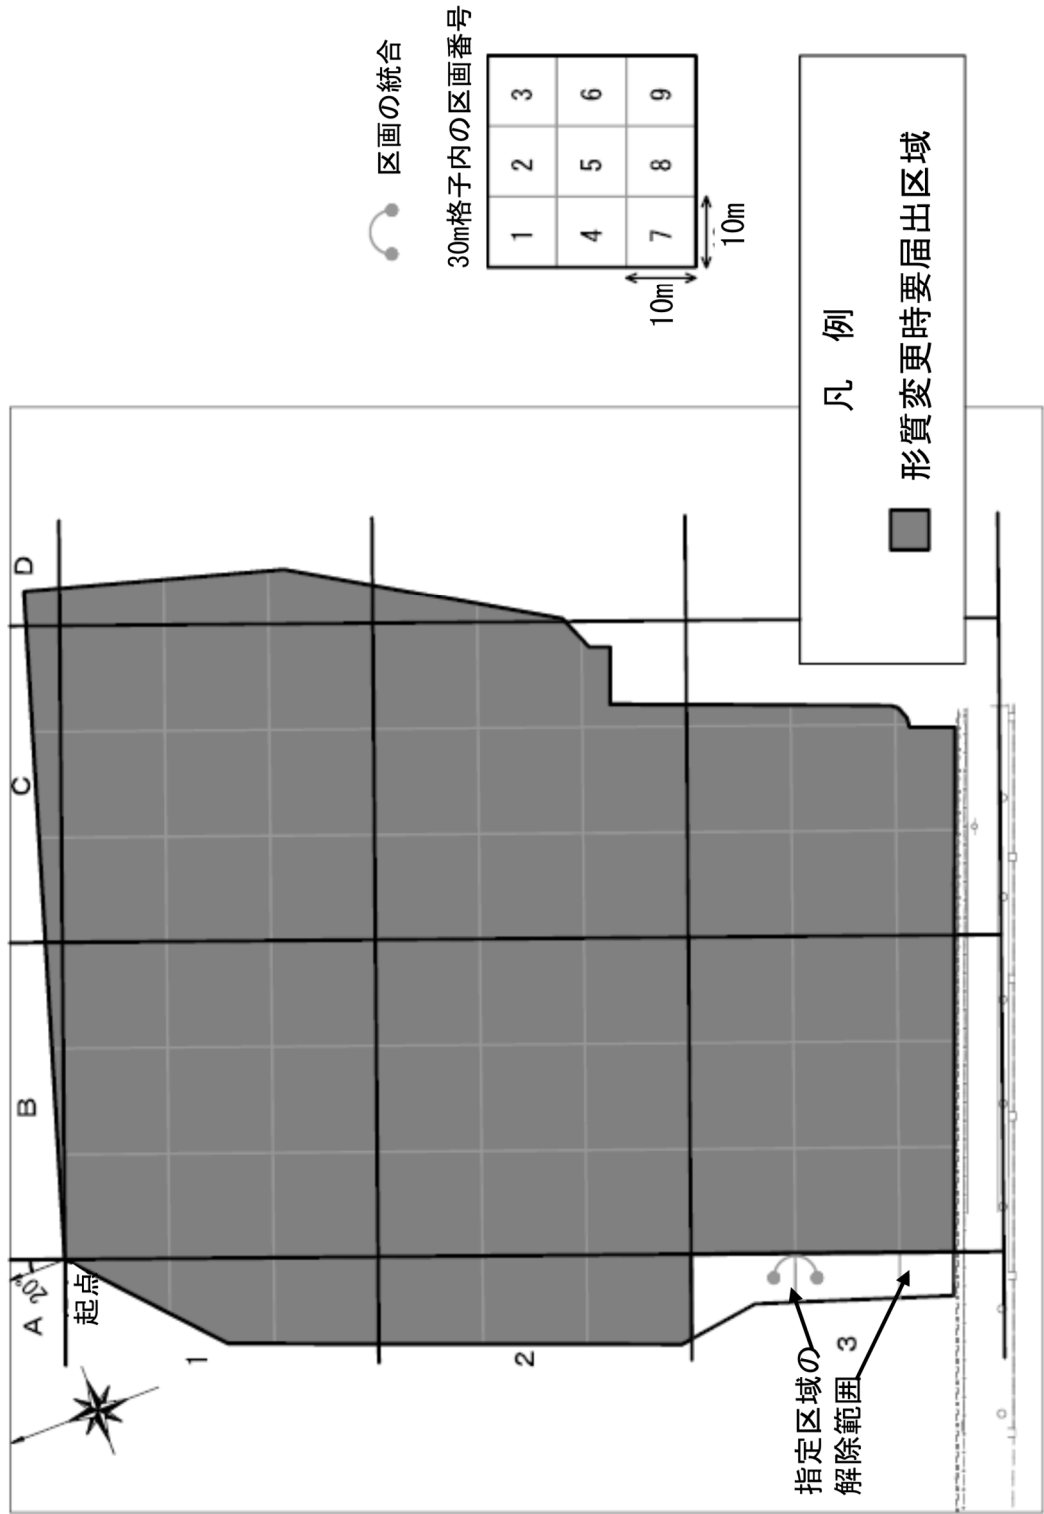 A
B
C
D
20°
起点
1
2
3
指定区域の
解除範囲
区画の統合
30m格子内の区画番号
1 2 3
4 5 6
7 8 9
10m
10m
凡 例
形質変更時要届出区域